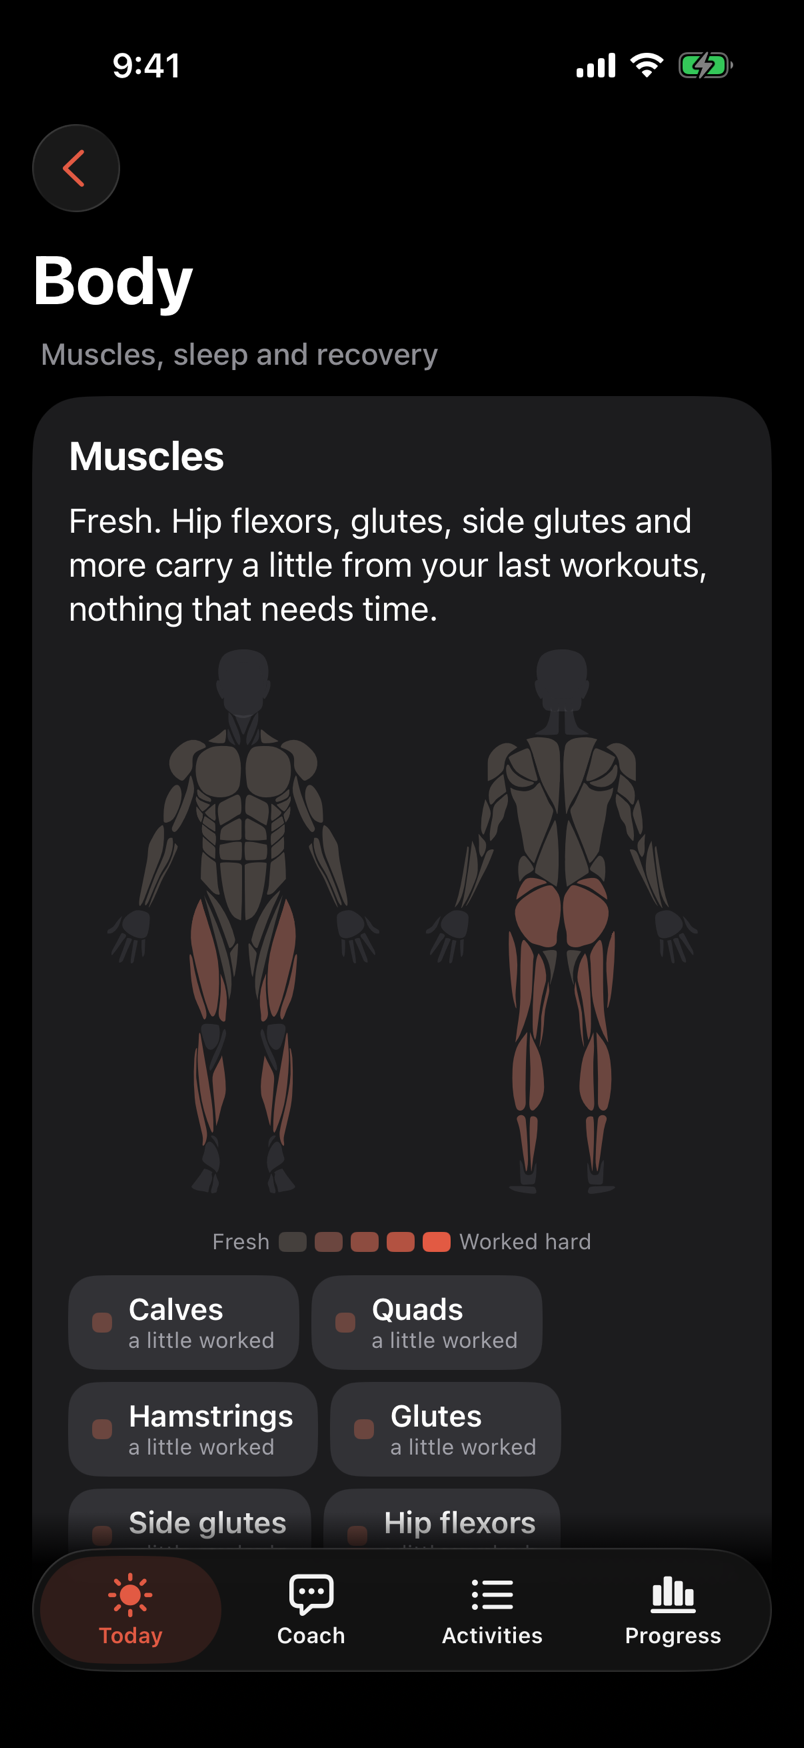 9:41
Body
Muscles, sleep and recovery
Muscles
Fresh. Hip flexors, glutes, side glutes and
more carry a little from your last workouts,
nothing that needs time.
Fresh
Worked hard
Calves
a little worked
Quads
a little worked
Hamstrings
a little worked
Glutes
a little worked
Side glutes
Hip flexors
Today
Coach
Activities
Progress